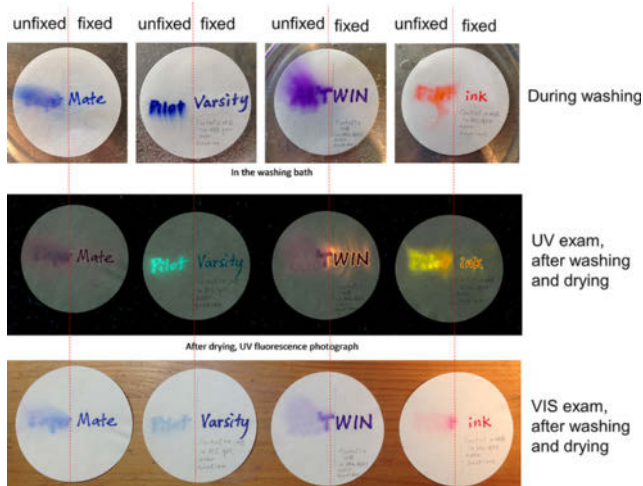 unfixed fixed unfixed fixed unfixed fixed unfixed fixed
Mate Pilot Varsity TWIN ink
During washing
In the washing bath
Mate Pilot Varsity TWIN ink
UV exam,
after washing
and drying
After drying, UV fluorescence photograph
Paper Mate Pilot Varsity TWIN ink
VIS exam,
after washing
and drying